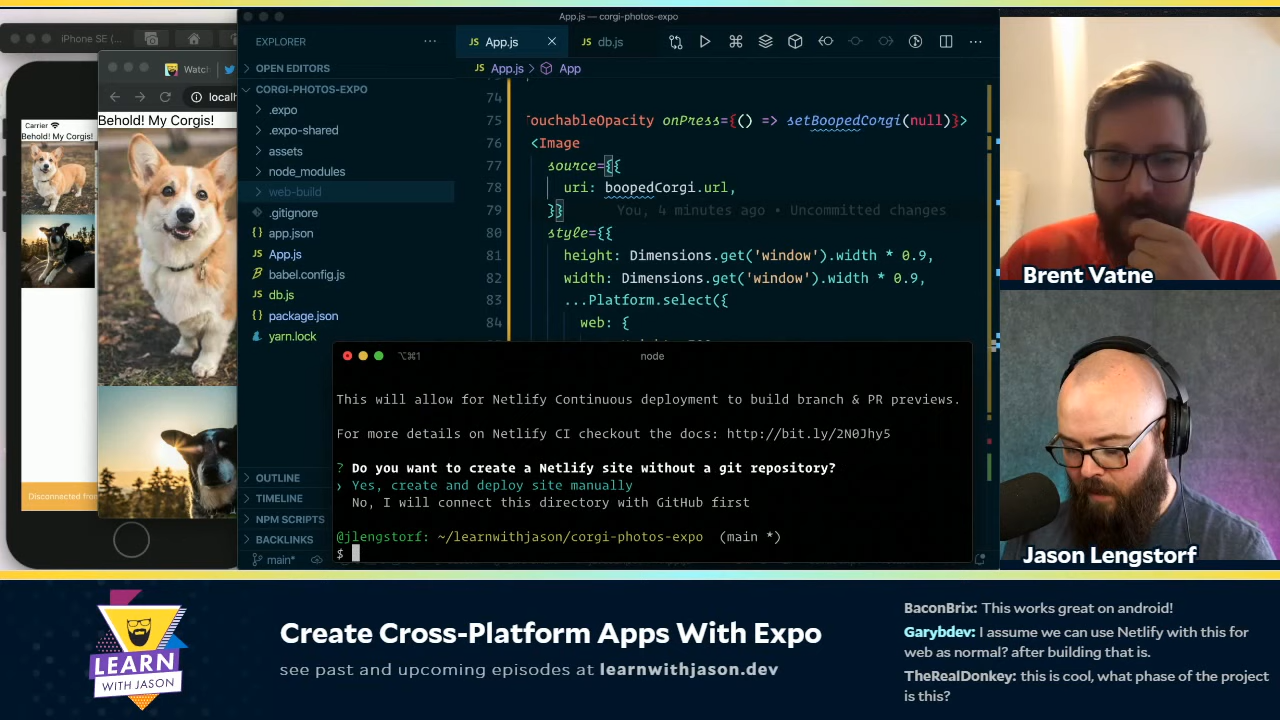 iPhone SE (...
Carrier
Behold! My Corgis!
Disconnected from
Watch
localh
Behold! My Corgis!
App.js — corgi-photos-expo
EXPLORER
OPEN EDITORS
CORGI-PHOTOS-EXPO
.expo
.expo-shared
assets
node_modules
web-build
.gitignore
{} app.json
JS App.js
babel.config.js
JS db.js
{} package.json
yarn.lock
OUTLINE
TIMELINE
NPM SCRIPTS
BACKLINKS
main*
JS App.js
JS db.js
JS App.js > App
74
75 TouchableOpacity onPress={() => setBoopedCorgi(null)}>
76 <Image
77 source={{
78 uri: boopedCorgi.url,
79 }} You, 4 minutes ago • Uncommitted changes
80 style={{
81 height: Dimensions.get('window').width * 0.9,
82 width: Dimensions.get('window').width * 0.9,
83 ...Platform.select({
84 web: {
⌥⌘1
node
This will allow for Netlify Continuous deployment to build branch & PR previews.
For more details on Netlify CI checkout the docs: http://bit.ly/2N0Jhy5
? Do you want to create a Netlify site without a git repository?
› Yes, create and deploy site manually
No, I will connect this directory with GitHub first
@jlengstorf: ~/learnwithjason/corgi-photos-expo (main *)
$
Brent Vatne
Jason Lengstorf
LEARN
WITH JASON
Create Cross-Platform Apps With Expo
see past and upcoming episodes at learnwithjason.dev
BaconBrix: This works great on android!
Garybdev: I assume we can use Netlify with this for
web as normal? after building that is.
TheRealDonkey: this is cool, what phase of the project
is this?